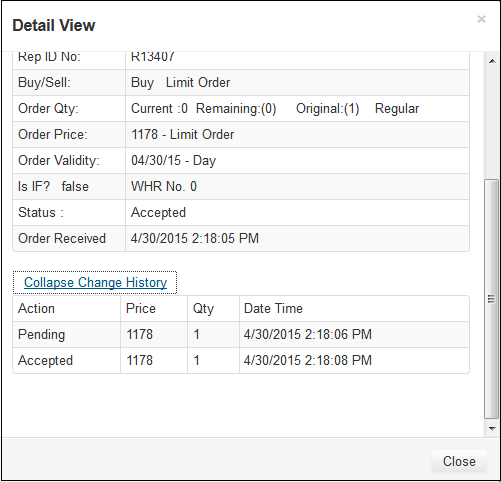 Detail View ×
Rep ID No: R13407
Buy/Sell: Buy Limit Order
Order Qty: Current :0 Remaining:(0) Original:(1) Regular
Order Price: 1178 - Limit Order
Order Validity: 04/30/15 - Day
Is IF? false WHR No. 0
Status : Accepted
Order Received 4/30/2015 2:18:05 PM
Collapse Change History
Action Price Qty Date Time
Pending 1178 1 4/30/2015 2:18:06 PM
Accepted 1178 1 4/30/2015 2:18:08 PM
Close